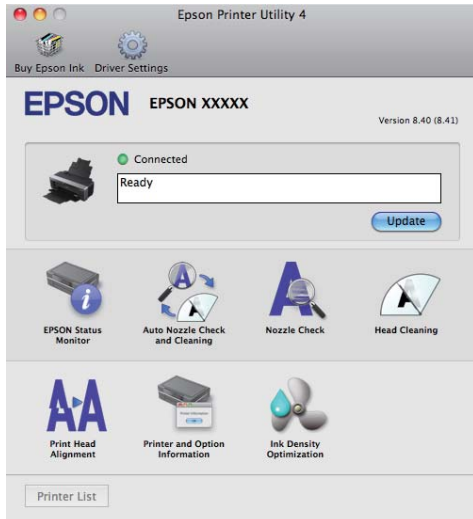 Epson Printer Utility 4
Buy Epson Ink Driver Settings
EPSON EPSON XXXXX
Version 8.40 (8.41)
Connected
Ready
Update
EPSON Status
Monitor
Auto Nozzle Check
and Cleaning
Nozzle Check
Head Cleaning
Print Head
Alignment
Printer and Option
Information
Ink Density
Optimization
Printer List